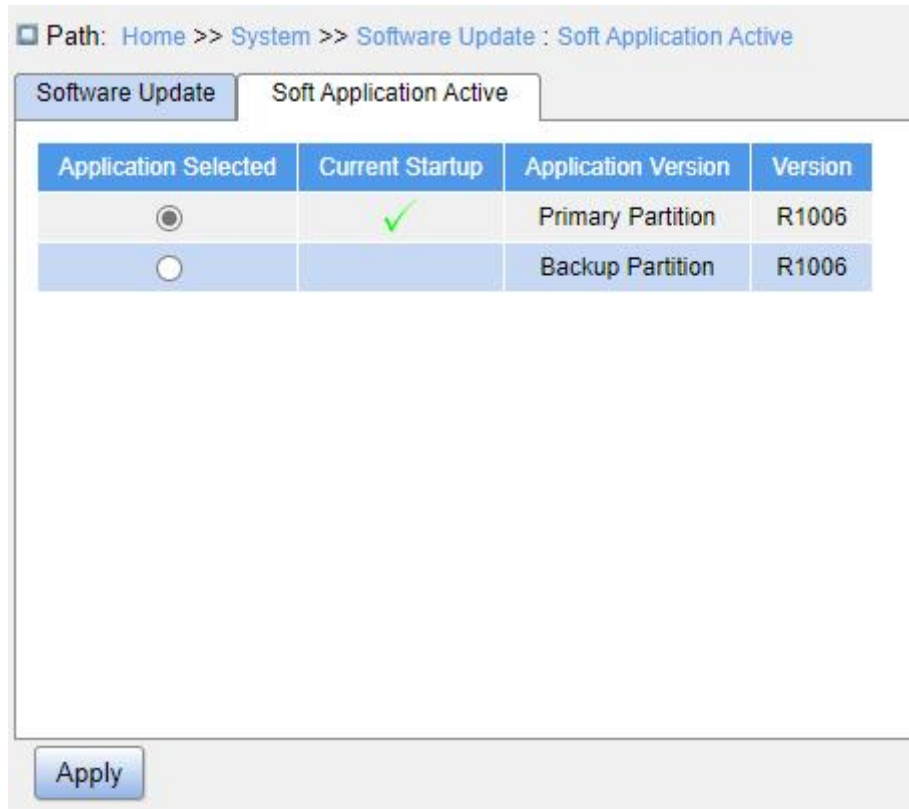 Path: Home >> System >> Software Update : Soft Application Active
Software Update Soft Application Active
Application Selected Current Startup Application Version Version
Primary Partition R1006
Backup Partition R1006
Apply